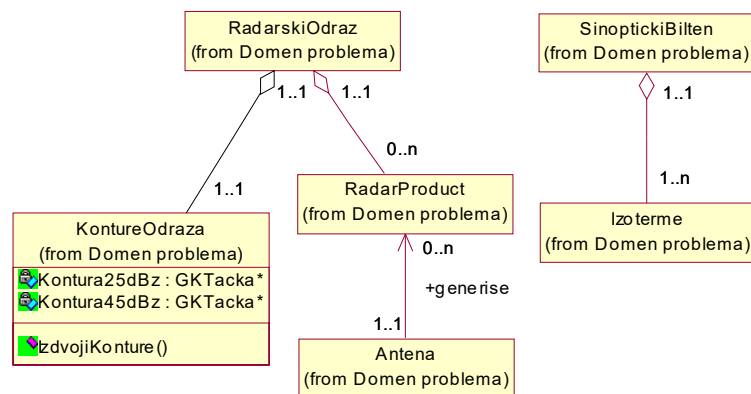 RadarskiOdraz
(from Domen problema)
SinoptickiBilten
(from Domen problema)
1..1
1..1
1..1
0..n
1..1
1..n
RadarProduct
(from Domen problema)
Izoterme
(from Domen problema)
KontureOdraza
(from Domen problema)
Kontura25dBz : GKTacka*
Kontura45dBz : GKTacka*
IzdvojiKonture()
0..n
+generise
1..1
Antena
(from Domen problema)